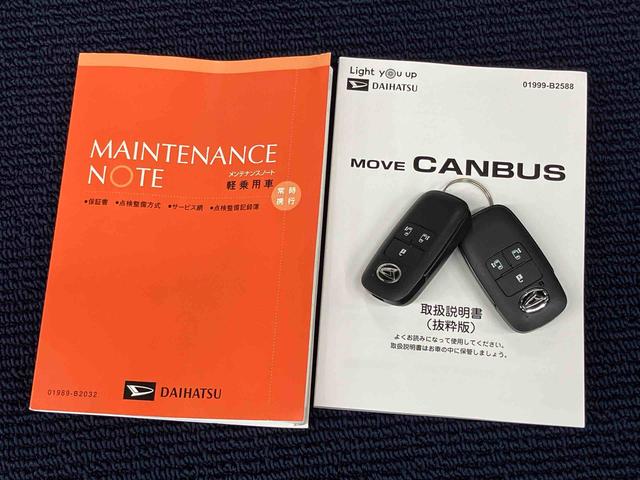 MAINTENANCE
NOTE
メンテナンスノート
軽乗用車
常時
携行
●保証書 ●点検整備方式 ●サービス網 ●点検整備記録簿
01989-B2032
DAIHATSU
Light you up
DAIHATSU
01999-B2588
MOVE CANBUS
取扱説明書
（抜粋版）
よくお読みになって使用してください。
取扱説明書はお車の中に保管しましょう。